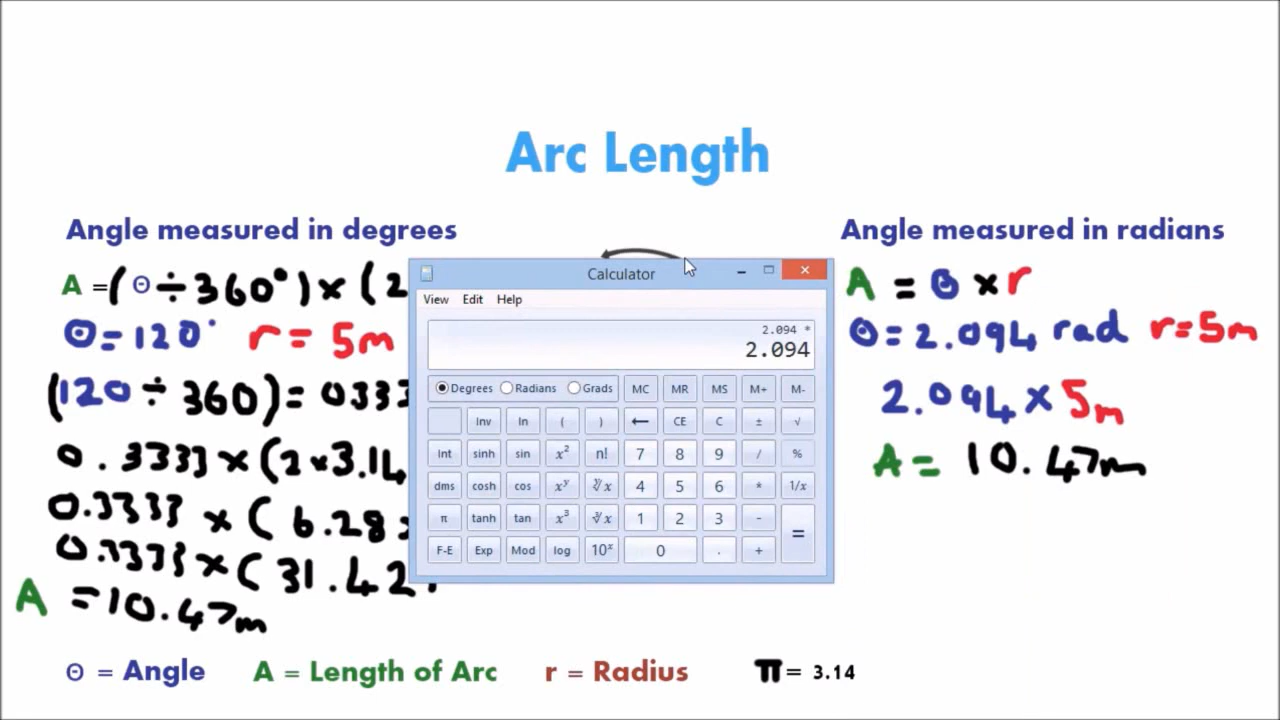 Arc Length
Angle measured in degrees
A =(Θ÷360°)×(2
Θ=120° r= 5m
(120÷360)=0333
0.3333×(2×3.14
0.3333×(6.28×
0.3333×(31.42
A =10.47m
Calculator
View Edit Help
2.094 *
2.094
Degrees Radians Grads MC MR MS M+ M-
Inv ln ( ) ← CE C ± √
Int sinh sin x² n! 7 8 9 / %
dms cosh cos xʸ ʸ√x 4 5 6 * 1/x
π tanh tan x³ ³√x 1 2 3 - =
F-E Exp Mod log 10ˣ 0 . +
Angle measured in radians
A = Θ×r
Θ=2.094 rad r=5m
2.094×5m
A= 10.47m
Θ = Angle A = Length of Arc r = Radius π= 3.14